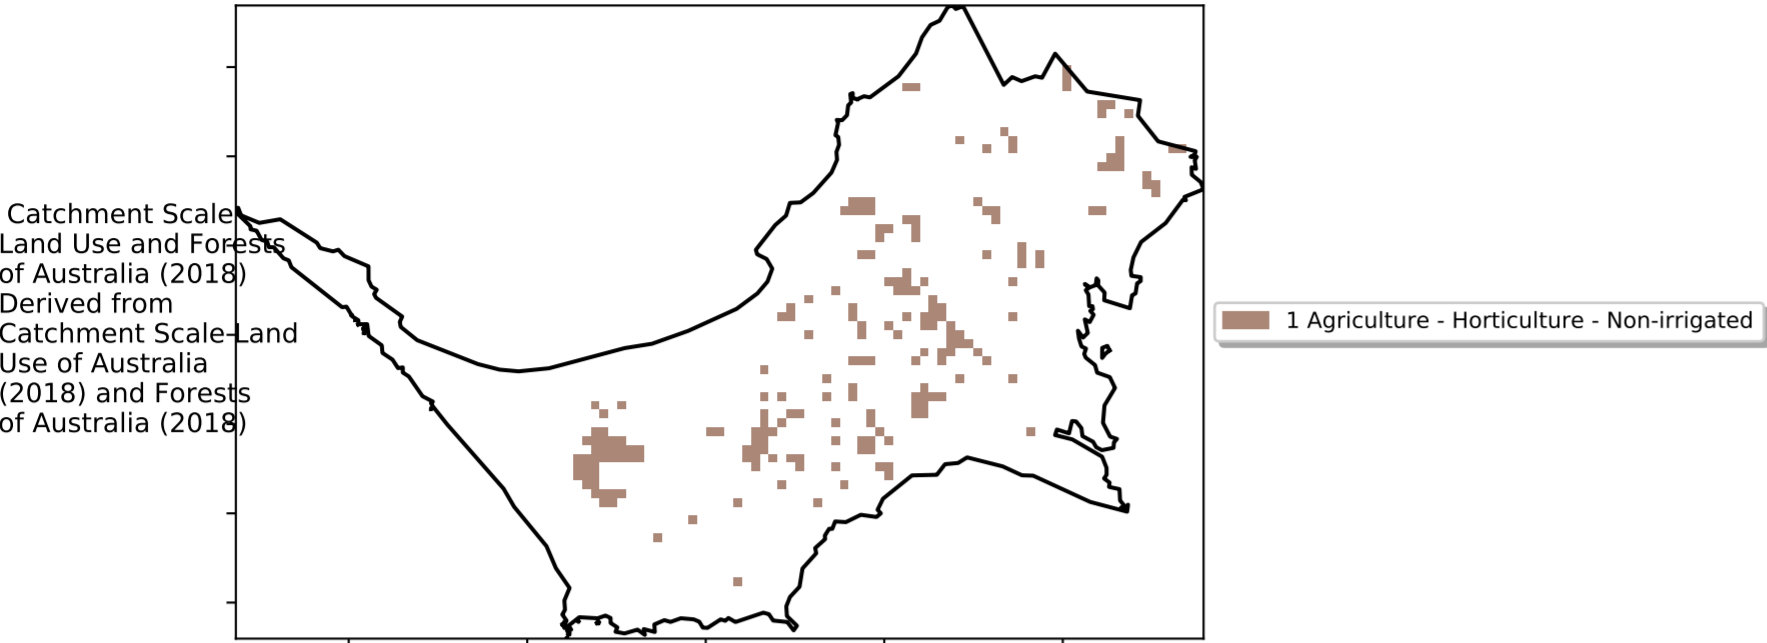 Catchment Scale
Land Use and Forests
of Australia (2018)
Derived from
Catchment Scale Land
Use of Australia
(2018) and Forests
of Australia (2018)
1 Agriculture - Horticulture - Non-irrigated